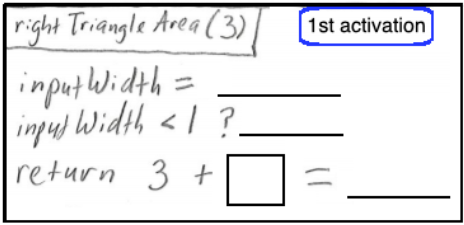 right Triangle Area (3)
1st activation
inputWidth =
inputWidth < 1 ?
return 3 + =